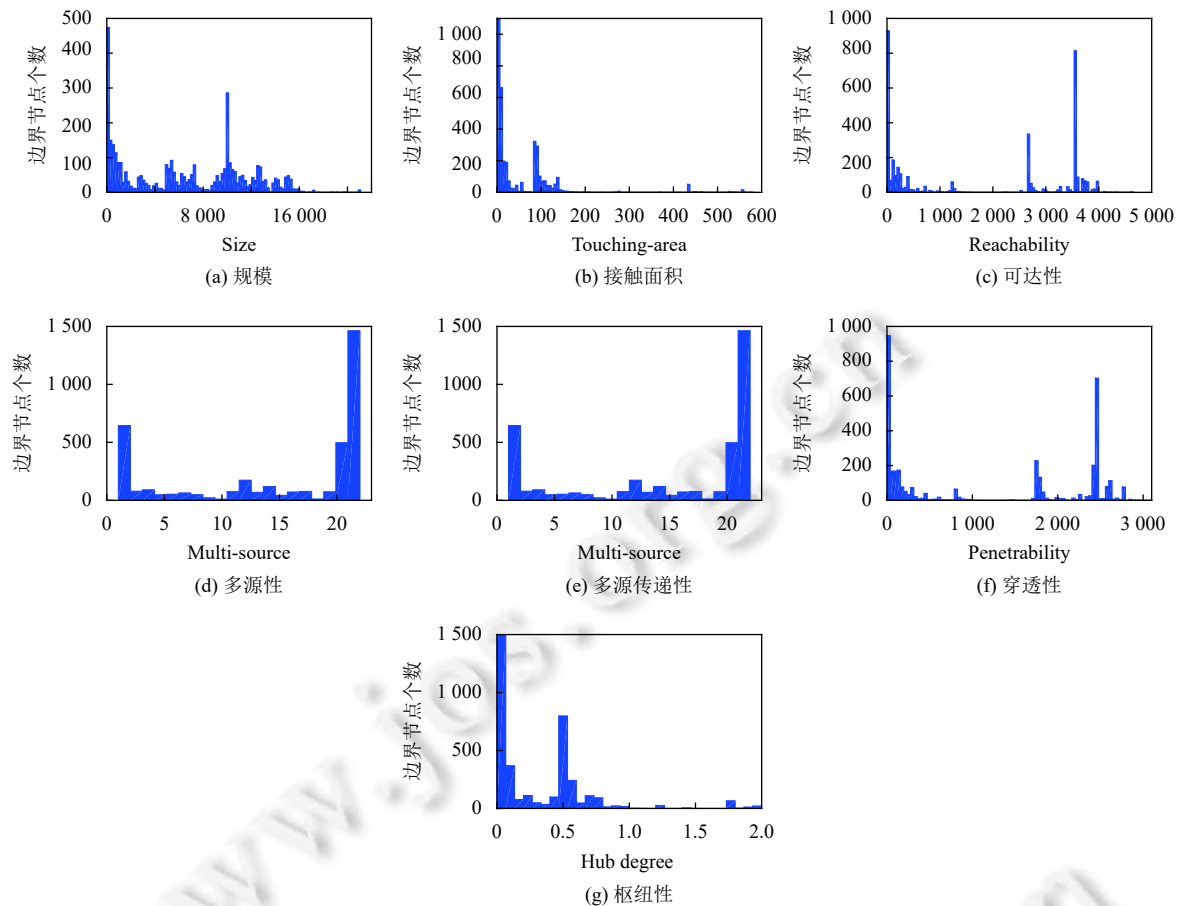 边界节点个数
500
400
300
200
100
0
0 8 000 16 000
Size
(a) 规模
边界节点个数
1 000
800
600
400
200
0
0 100 200 300 400 500 600
Touching-area
(b) 接触面积
边界节点个数
1 000
800
600
400
200
0
0 1 000 2 000 3 000 4 000 5 000
Reachability
(c) 可达性
边界节点个数
1 500
1 000
500
0
0 5 10 15 20
Multi-source
(d) 多源性
边界节点个数
1 500
1 000
500
0
0 5 10 15 20
Multi-source
(e) 多源传递性
边界节点个数
1 000
800
600
400
200
0
0 1 000 2 000 3 000
Penetrability
(f) 穿透性
边界节点个数
1 500
1 000
500
0
0 0.5 1.0 1.5 2.0
Hub degree
(g) 枢纽性
www.jos.org.cn